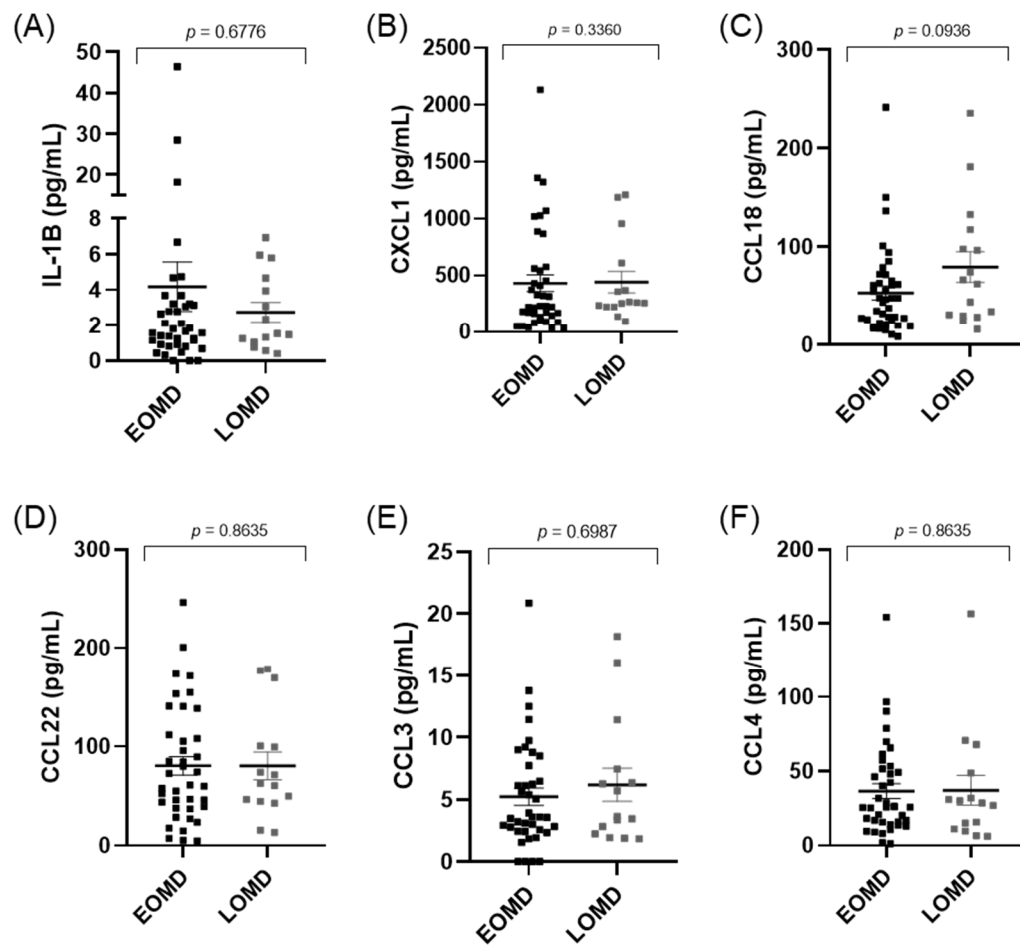 (A)
p = 0.6776
IL-1B (pg/mL)
50
40
30
20
8
6
4
2
0
EOMD
LOMD
(B)
p = 0.3360
CXCL1 (pg/mL)
2500
2000
1500
1000
500
0
EOMD
LOMD
(C)
p = 0.0936
CCL18 (pg/mL)
300
200
100
0
EOMD
LOMD
(D)
p = 0.8635
CCL22 (pg/mL)
300
200
100
0
EOMD
LOMD
(E)
p = 0.6987
CCL3 (pg/mL)
25
20
15
10
5
0
EOMD
LOMD
(F)
p = 0.8635
CCL4 (pg/mL)
200
150
100
50
0
EOMD
LOMD